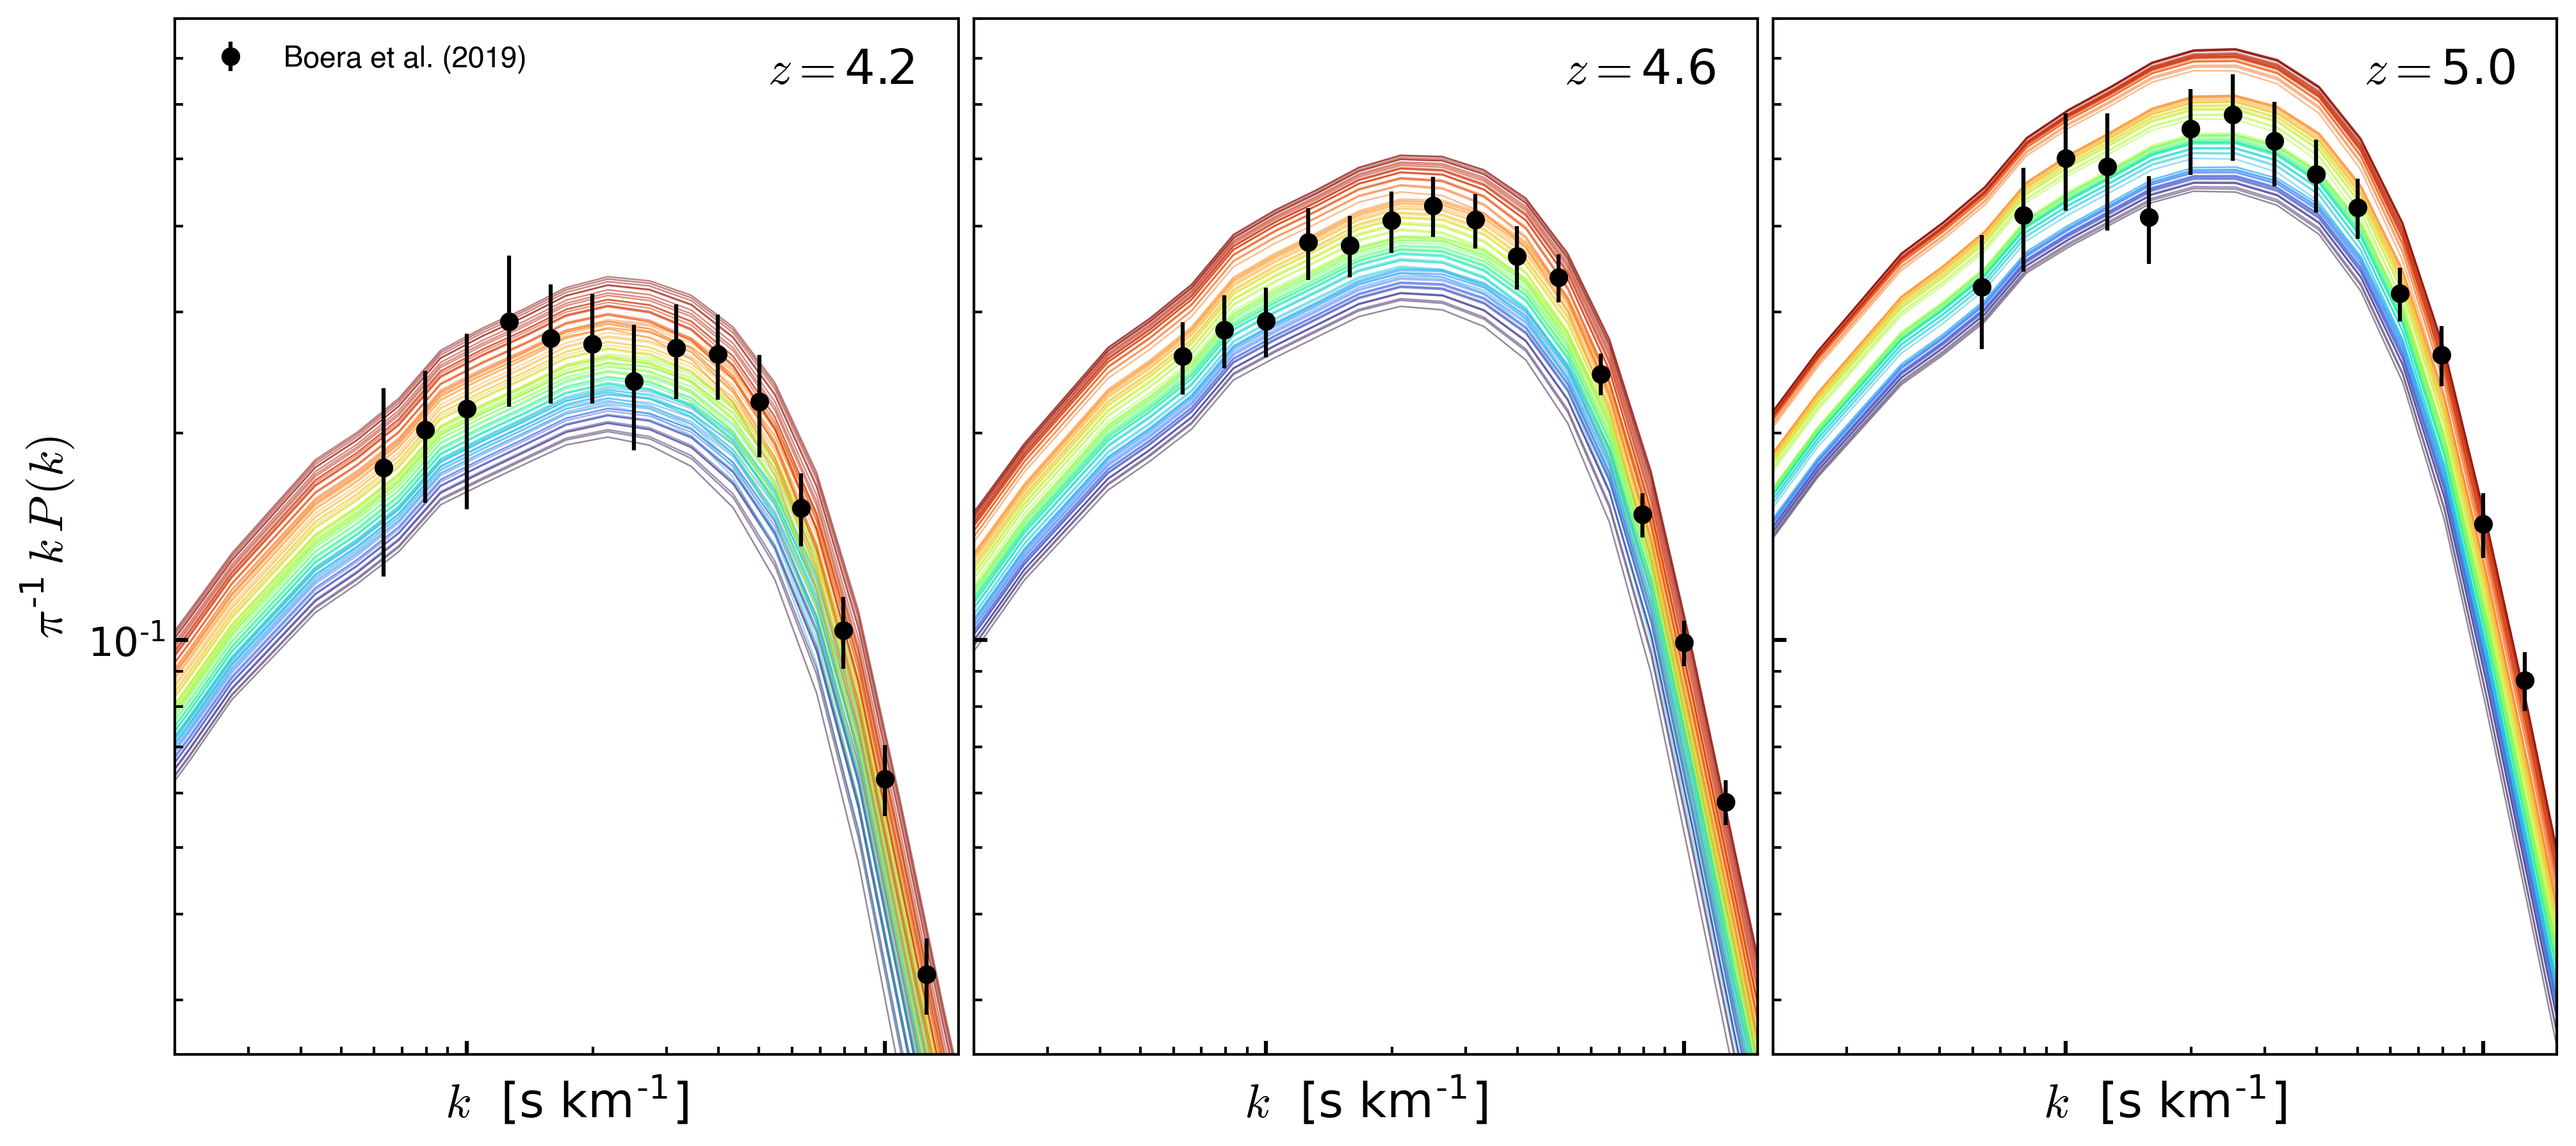 Boera et al. (2019)
z = 4.2
z = 4.6
z = 5.0
π⁻¹ k P(k)
10⁻¹
k [s km⁻¹]
k [s km⁻¹]
k [s km⁻¹]